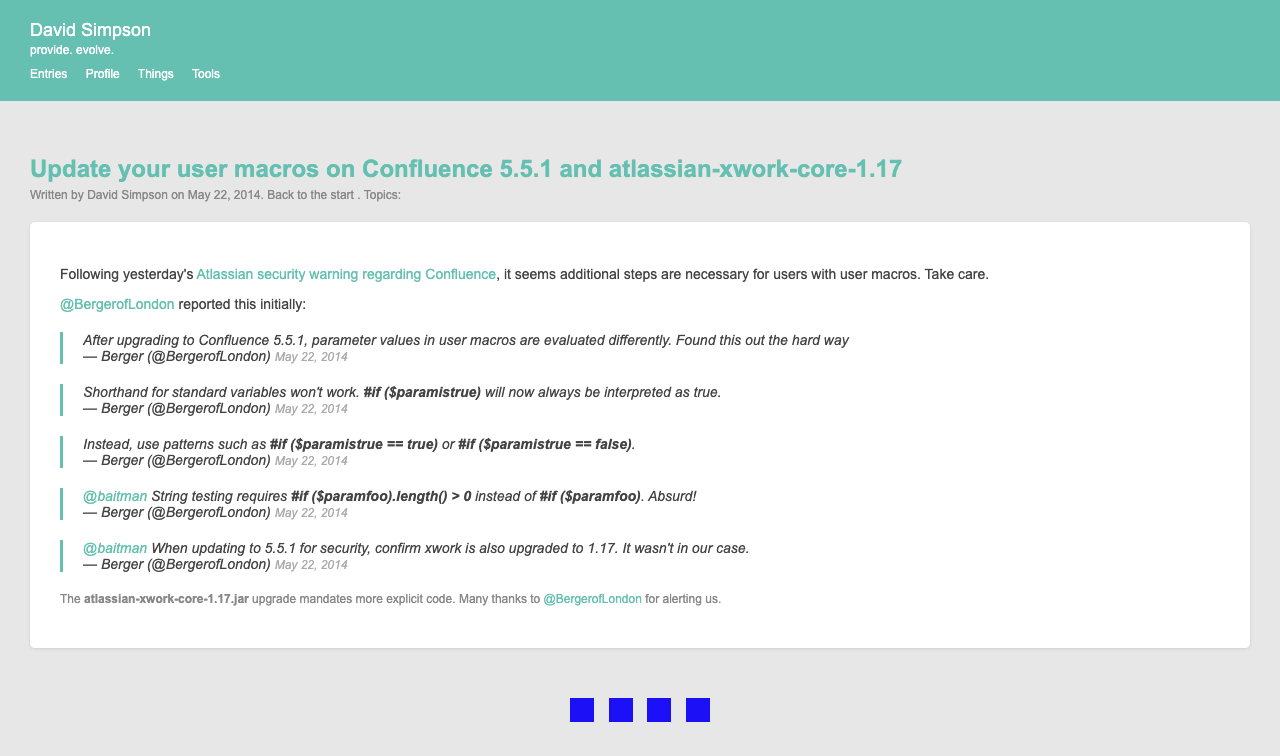 David Simpson
provide. evolve.
Entries Profile Things Tools
Update your user macros on Confluence 5.5.1 and atlassian-xwork-core-1.17
Written by David Simpson on May 22, 2014. Back to the start . Topics:
Following yesterday's Atlassian security warning regarding Confluence, it seems additional steps are necessary for users with user macros. Take care.
@BergerofLondon reported this initially:
After upgrading to Confluence 5.5.1, parameter values in user macros are evaluated differently. Found this out the hard way
— Berger (@BergerofLondon) May 22, 2014
Shorthand for standard variables won't work. #if ($paramistrue) will now always be interpreted as true.
— Berger (@BergerofLondon) May 22, 2014
Instead, use patterns such as #if ($paramistrue == true) or #if ($paramistrue == false).
— Berger (@BergerofLondon) May 22, 2014
@baitman String testing requires #if ($paramfoo).length() > 0 instead of #if ($paramfoo). Absurd!
— Berger (@BergerofLondon) May 22, 2014
@baitman When updating to 5.5.1 for security, confirm xwork is also upgraded to 1.17. It wasn't in our case.
— Berger (@BergerofLondon) May 22, 2014
The atlassian-xwork-core-1.17.jar upgrade mandates more explicit code. Many thanks to @BergerofLondon for alerting us.